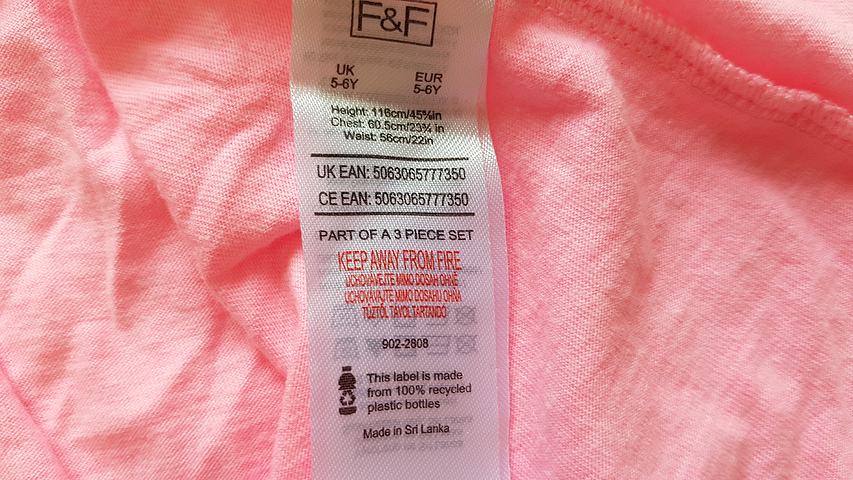 F&F
UK EUR
5-6Y 5-6Y
Height: 116cm/45⅝in
Chest: 60.5cm/23¾ in
Waist: 56cm/22in
UK EAN: 5063065777350
CE EAN: 5063065777350
PART OF A 3 PIECE SET
KEEP AWAY FROM FIRE
UCHOVÁVEJTE MIMO DOSAH OHNĚ
UCHOVÁVAJTE MIMO DOSAHU OHŇA
TŰZTŐL TÁVOL TARTANDÓ
902-2808
This label is made
from 100% recycled
plastic bottles
Made in Sri Lanka